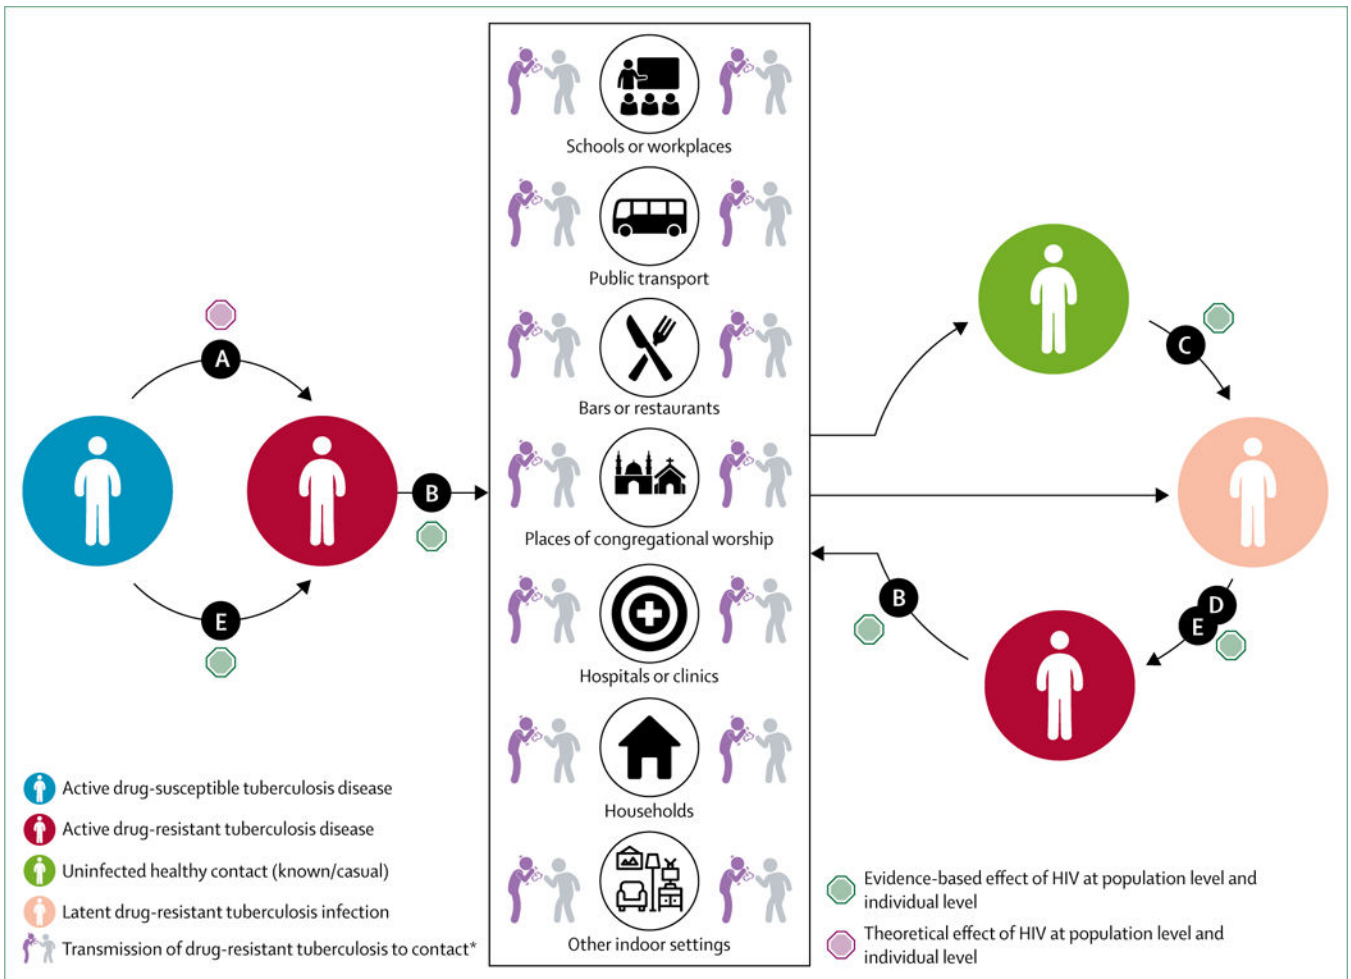 Schools or workplaces
Public transport
Bars or restaurants
Places of congregational worship
Hospitals or clinics
Households
Other indoor settings
A
B
E
C
D
E
B
Active drug-susceptible tuberculosis disease
Active drug-resistant tuberculosis disease
Uninfected healthy contact (known/casual)
Latent drug-resistant tuberculosis infection
Transmission of drug-resistant tuberculosis to contact*
Evidence-based effect of HIV at population level and
individual level
Theoretical effect of HIV at population level and
individual level